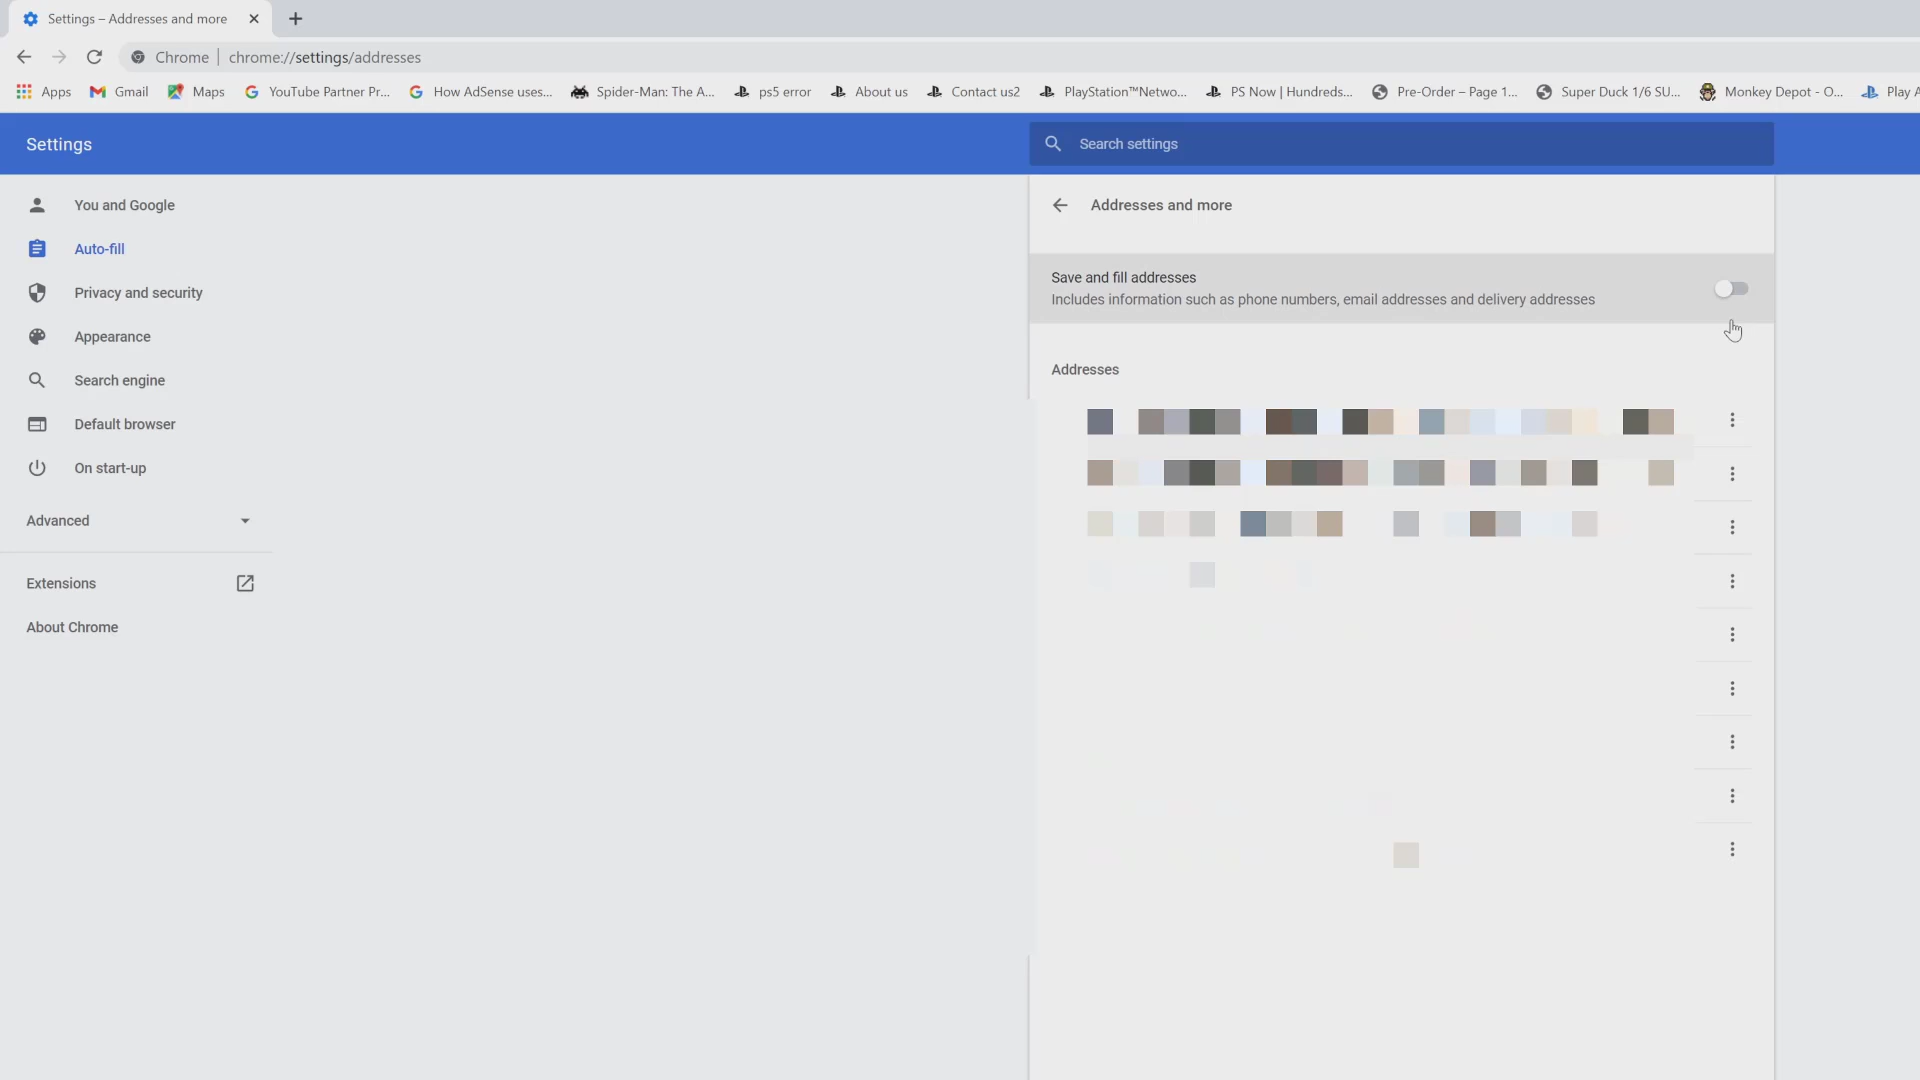 Settings – Addresses and more
Chrome | chrome://settings/addresses
Apps Gmail Maps YouTube Partner Pr... How AdSense uses... Spider-Man: The A... ps5 error About us Contact us2 PlayStation™Netwo... PS Now | Hundreds... Pre-Order – Page 1... Super Duck 1/6 SU... Monkey Depot - O... Play A
Settings
Search settings
You and Google
Auto-fill
Privacy and security
Appearance
Search engine
Default browser
On start-up
Advanced
Extensions
About Chrome
Addresses and more
Save and fill addresses
Includes information such as phone numbers, email addresses and delivery addresses
Addresses